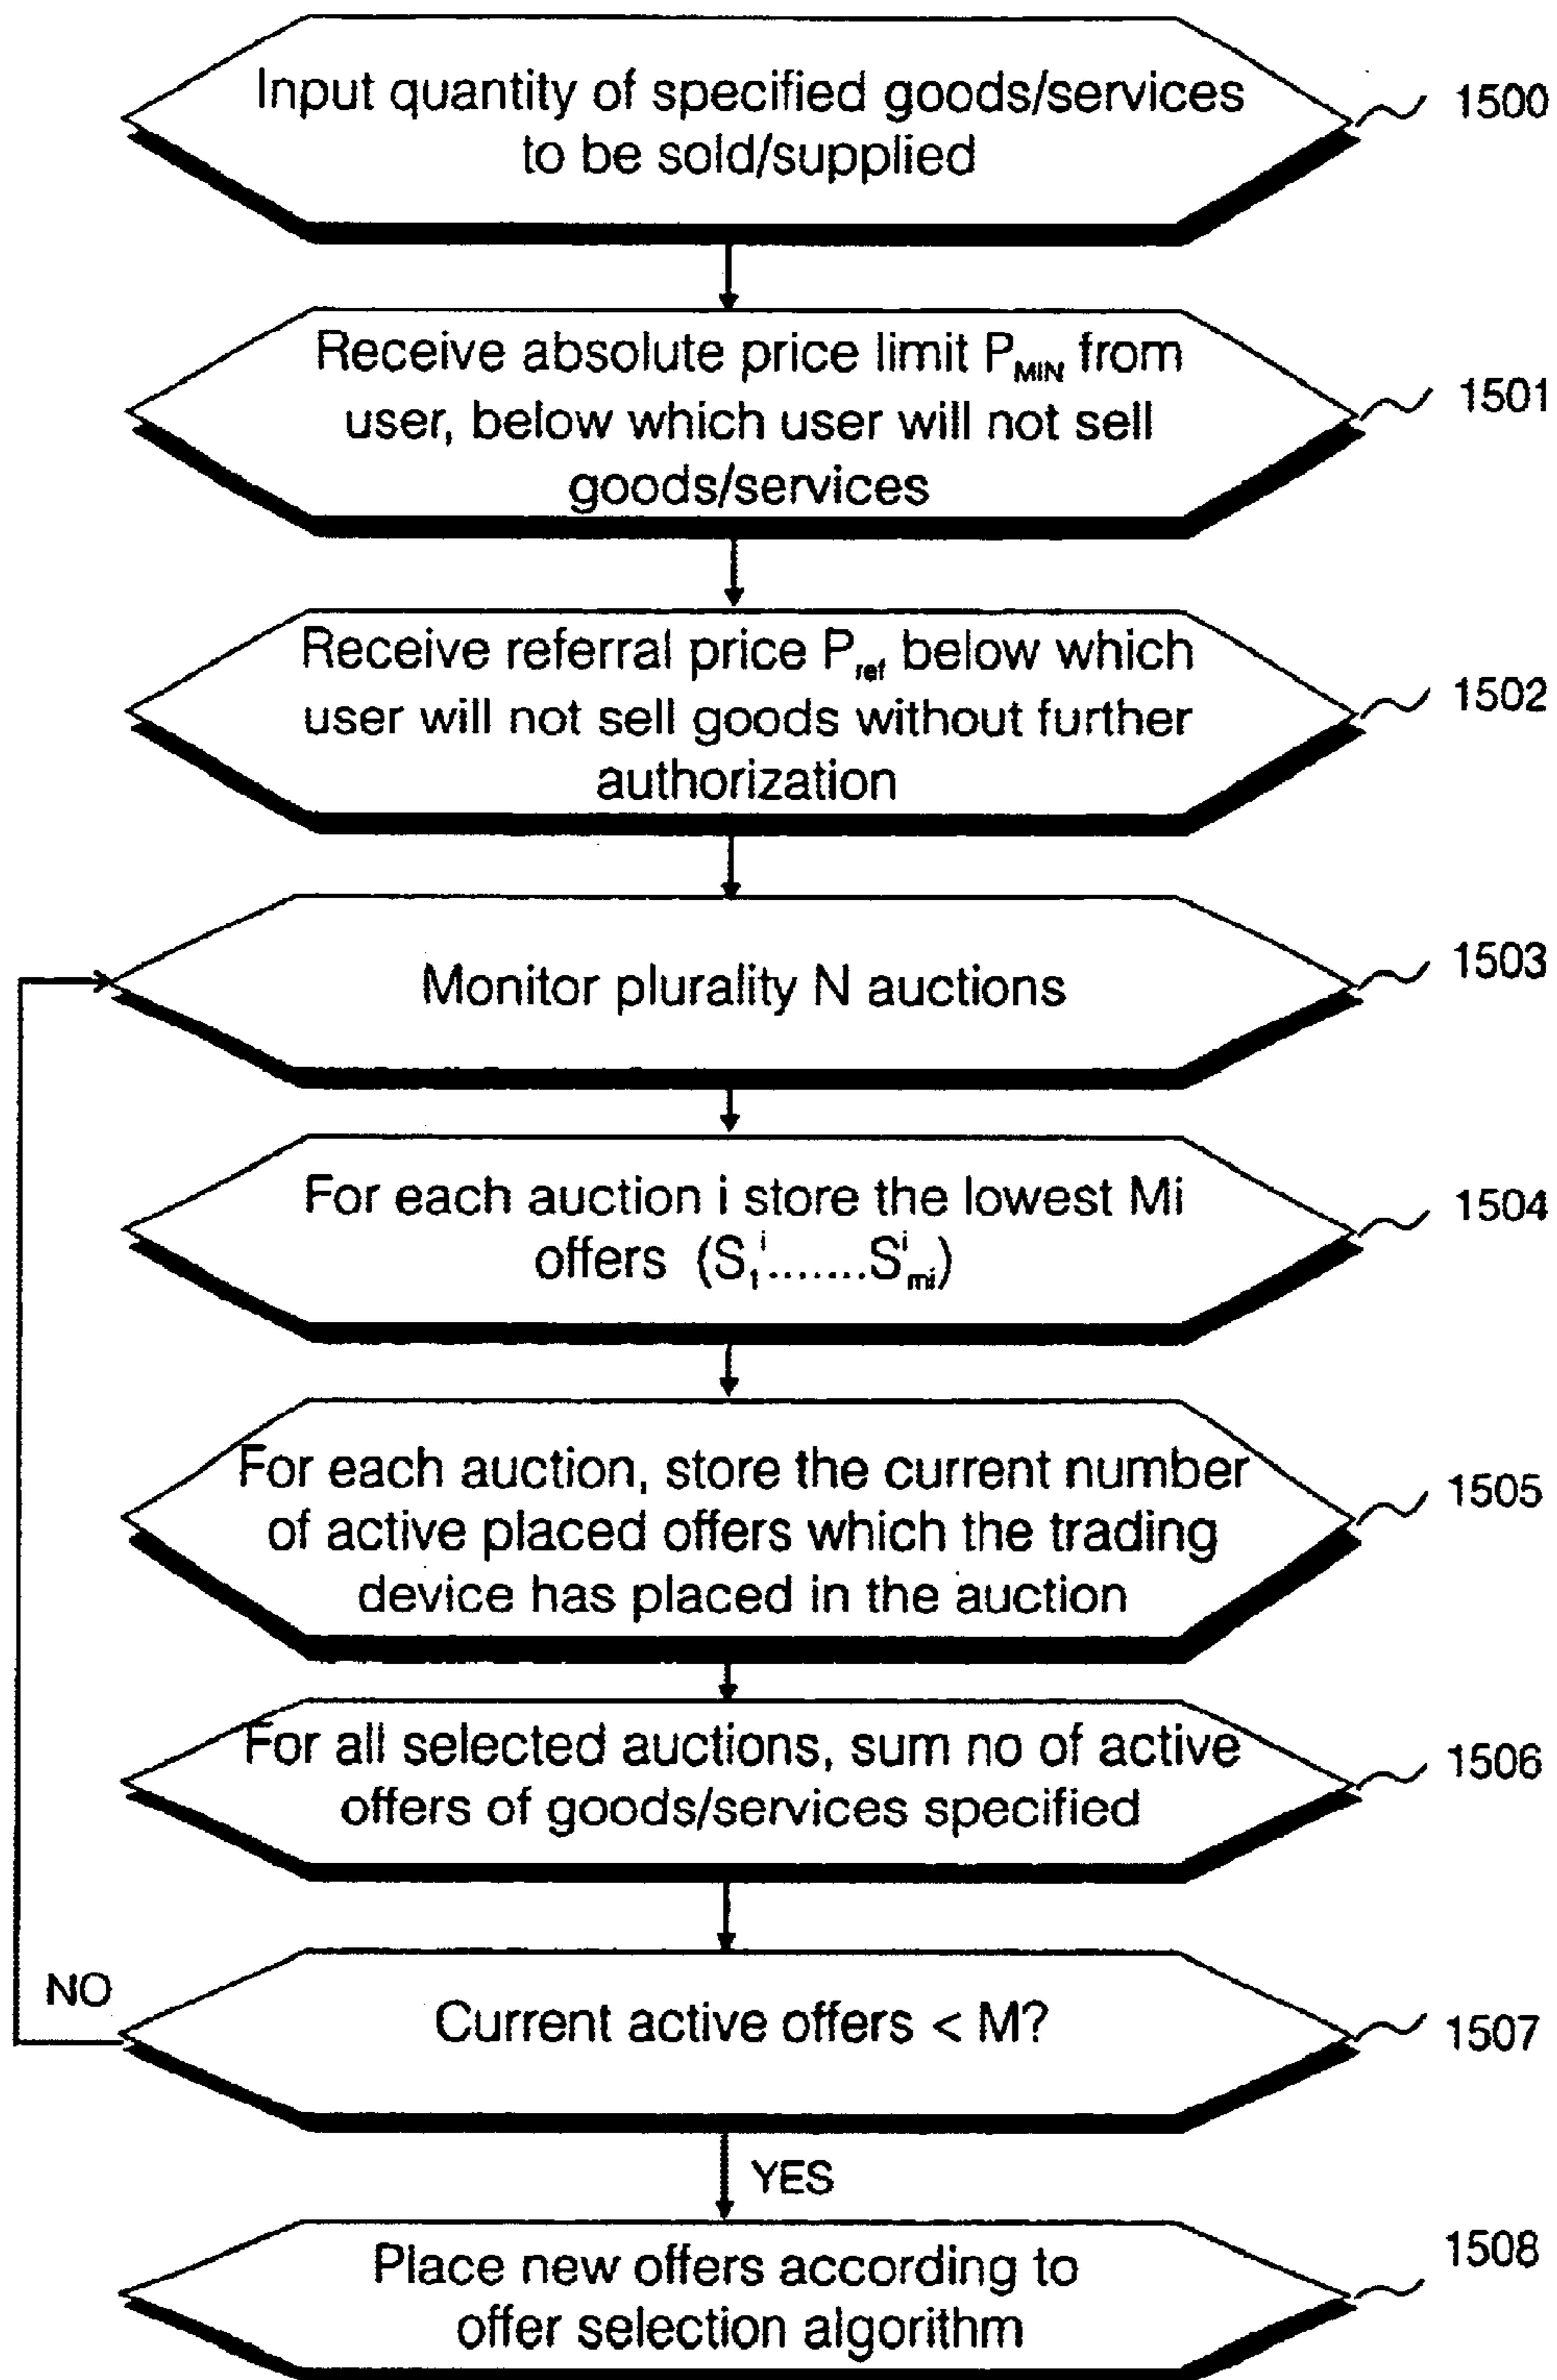 Input quantity of specified goods/services
to be sold/supplied
1500
Receive absolute price limit P_MIN from
user, below which user will not sell
goods/services
1501
Receive referral price P_ref below which
user will not sell goods without further
authorization
1502
Monitor plurality N auctions
1503
For each auction i store the lowest Mi
offers (S_1^i.......S_mi^i)
1504
For each auction, store the current number
of active placed offers which the trading
device has placed in the auction
1505
For all selected auctions, sum no of active
offers of goods/services specified
1506
NO
Current active offers < M?
1507
YES
Place new offers according to
offer selection algorithm
1508